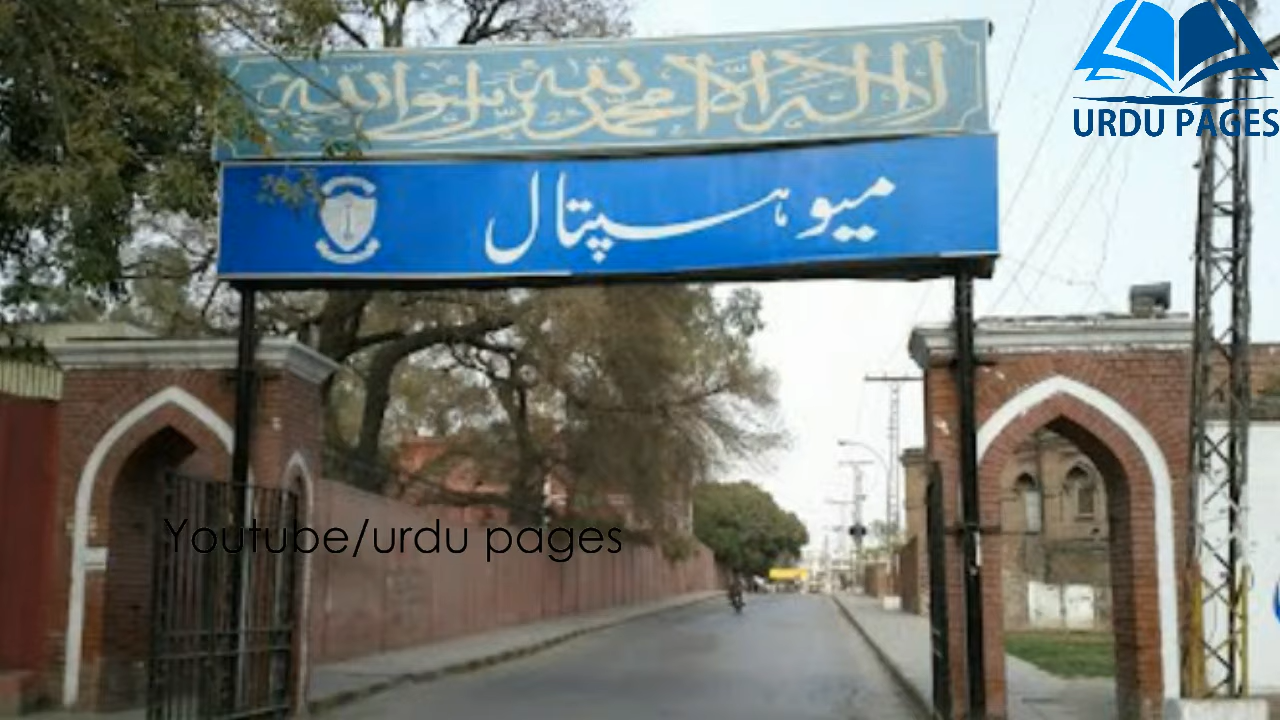 لا الہ الا اللہ محمد رسول اللہ
میو ہسپتال
URDU PAGES
Youtube/urdu pages